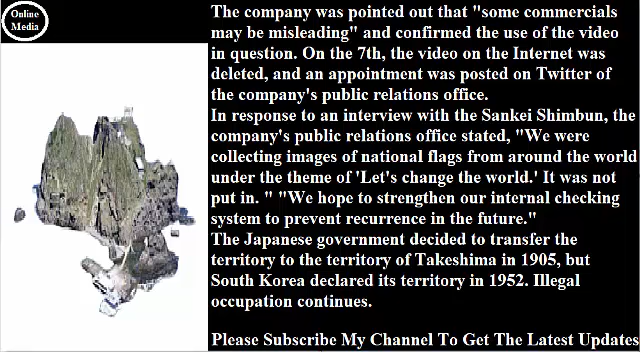 Online
Media
The company was pointed out that "some commercials
may be misleading" and confirmed the use of the video
in question. On the 7th, the video on the Internet was
deleted, and an appointment was posted on Twitter of
the company's public relations office.
In response to an interview with the Sankei Shimbun, the
company's public relations office stated, "We were
collecting images of national flags from around the world
under the theme of 'Let's change the world.' It was not
put in. " "We hope to strengthen our internal checking
system to prevent recurrence in the future."
The Japanese government decided to transfer the
territory to the territory of Takeshima in 1905, but
South Korea declared its territory in 1952. Illegal
occupation continues.
Please Subscribe My Channel To Get The Latest Updates